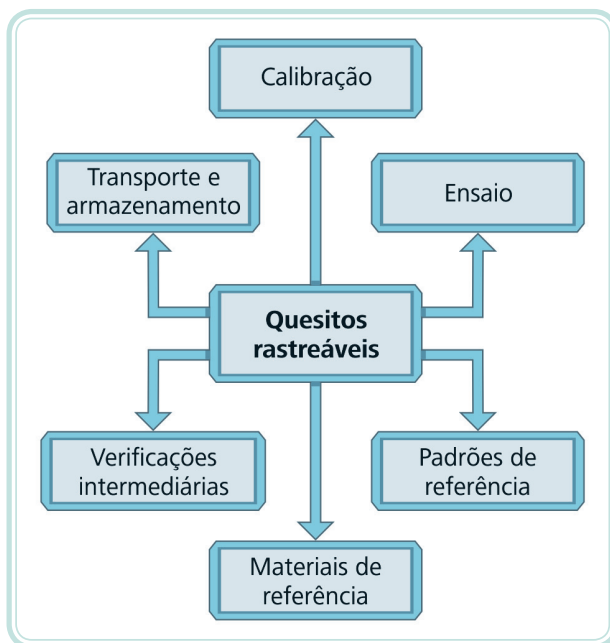 Calibração
Transporte e
armazenamento
Ensaio
Quesitos
rastreáveis
Verificações
intermediárias
Padrões de
referência
Materiais de
referência